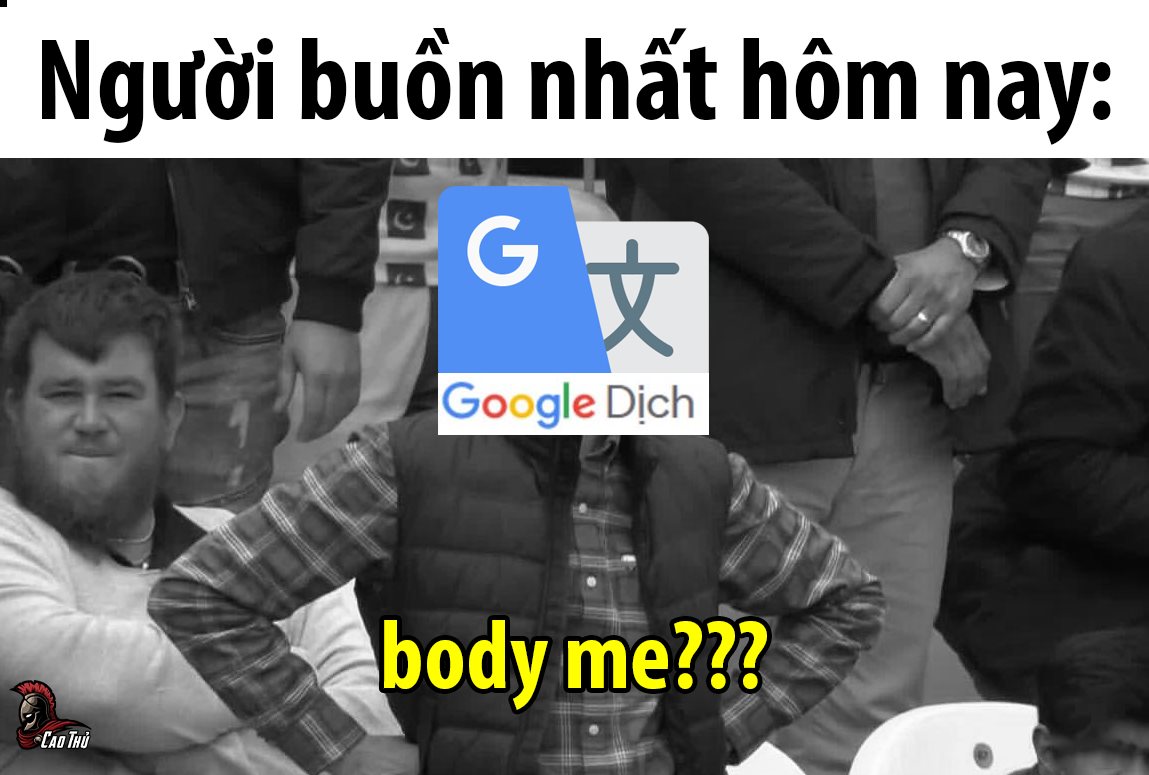 Người buồn nhất hôm nay:
G 文
Google Dịch
body me???
CAO THỦ